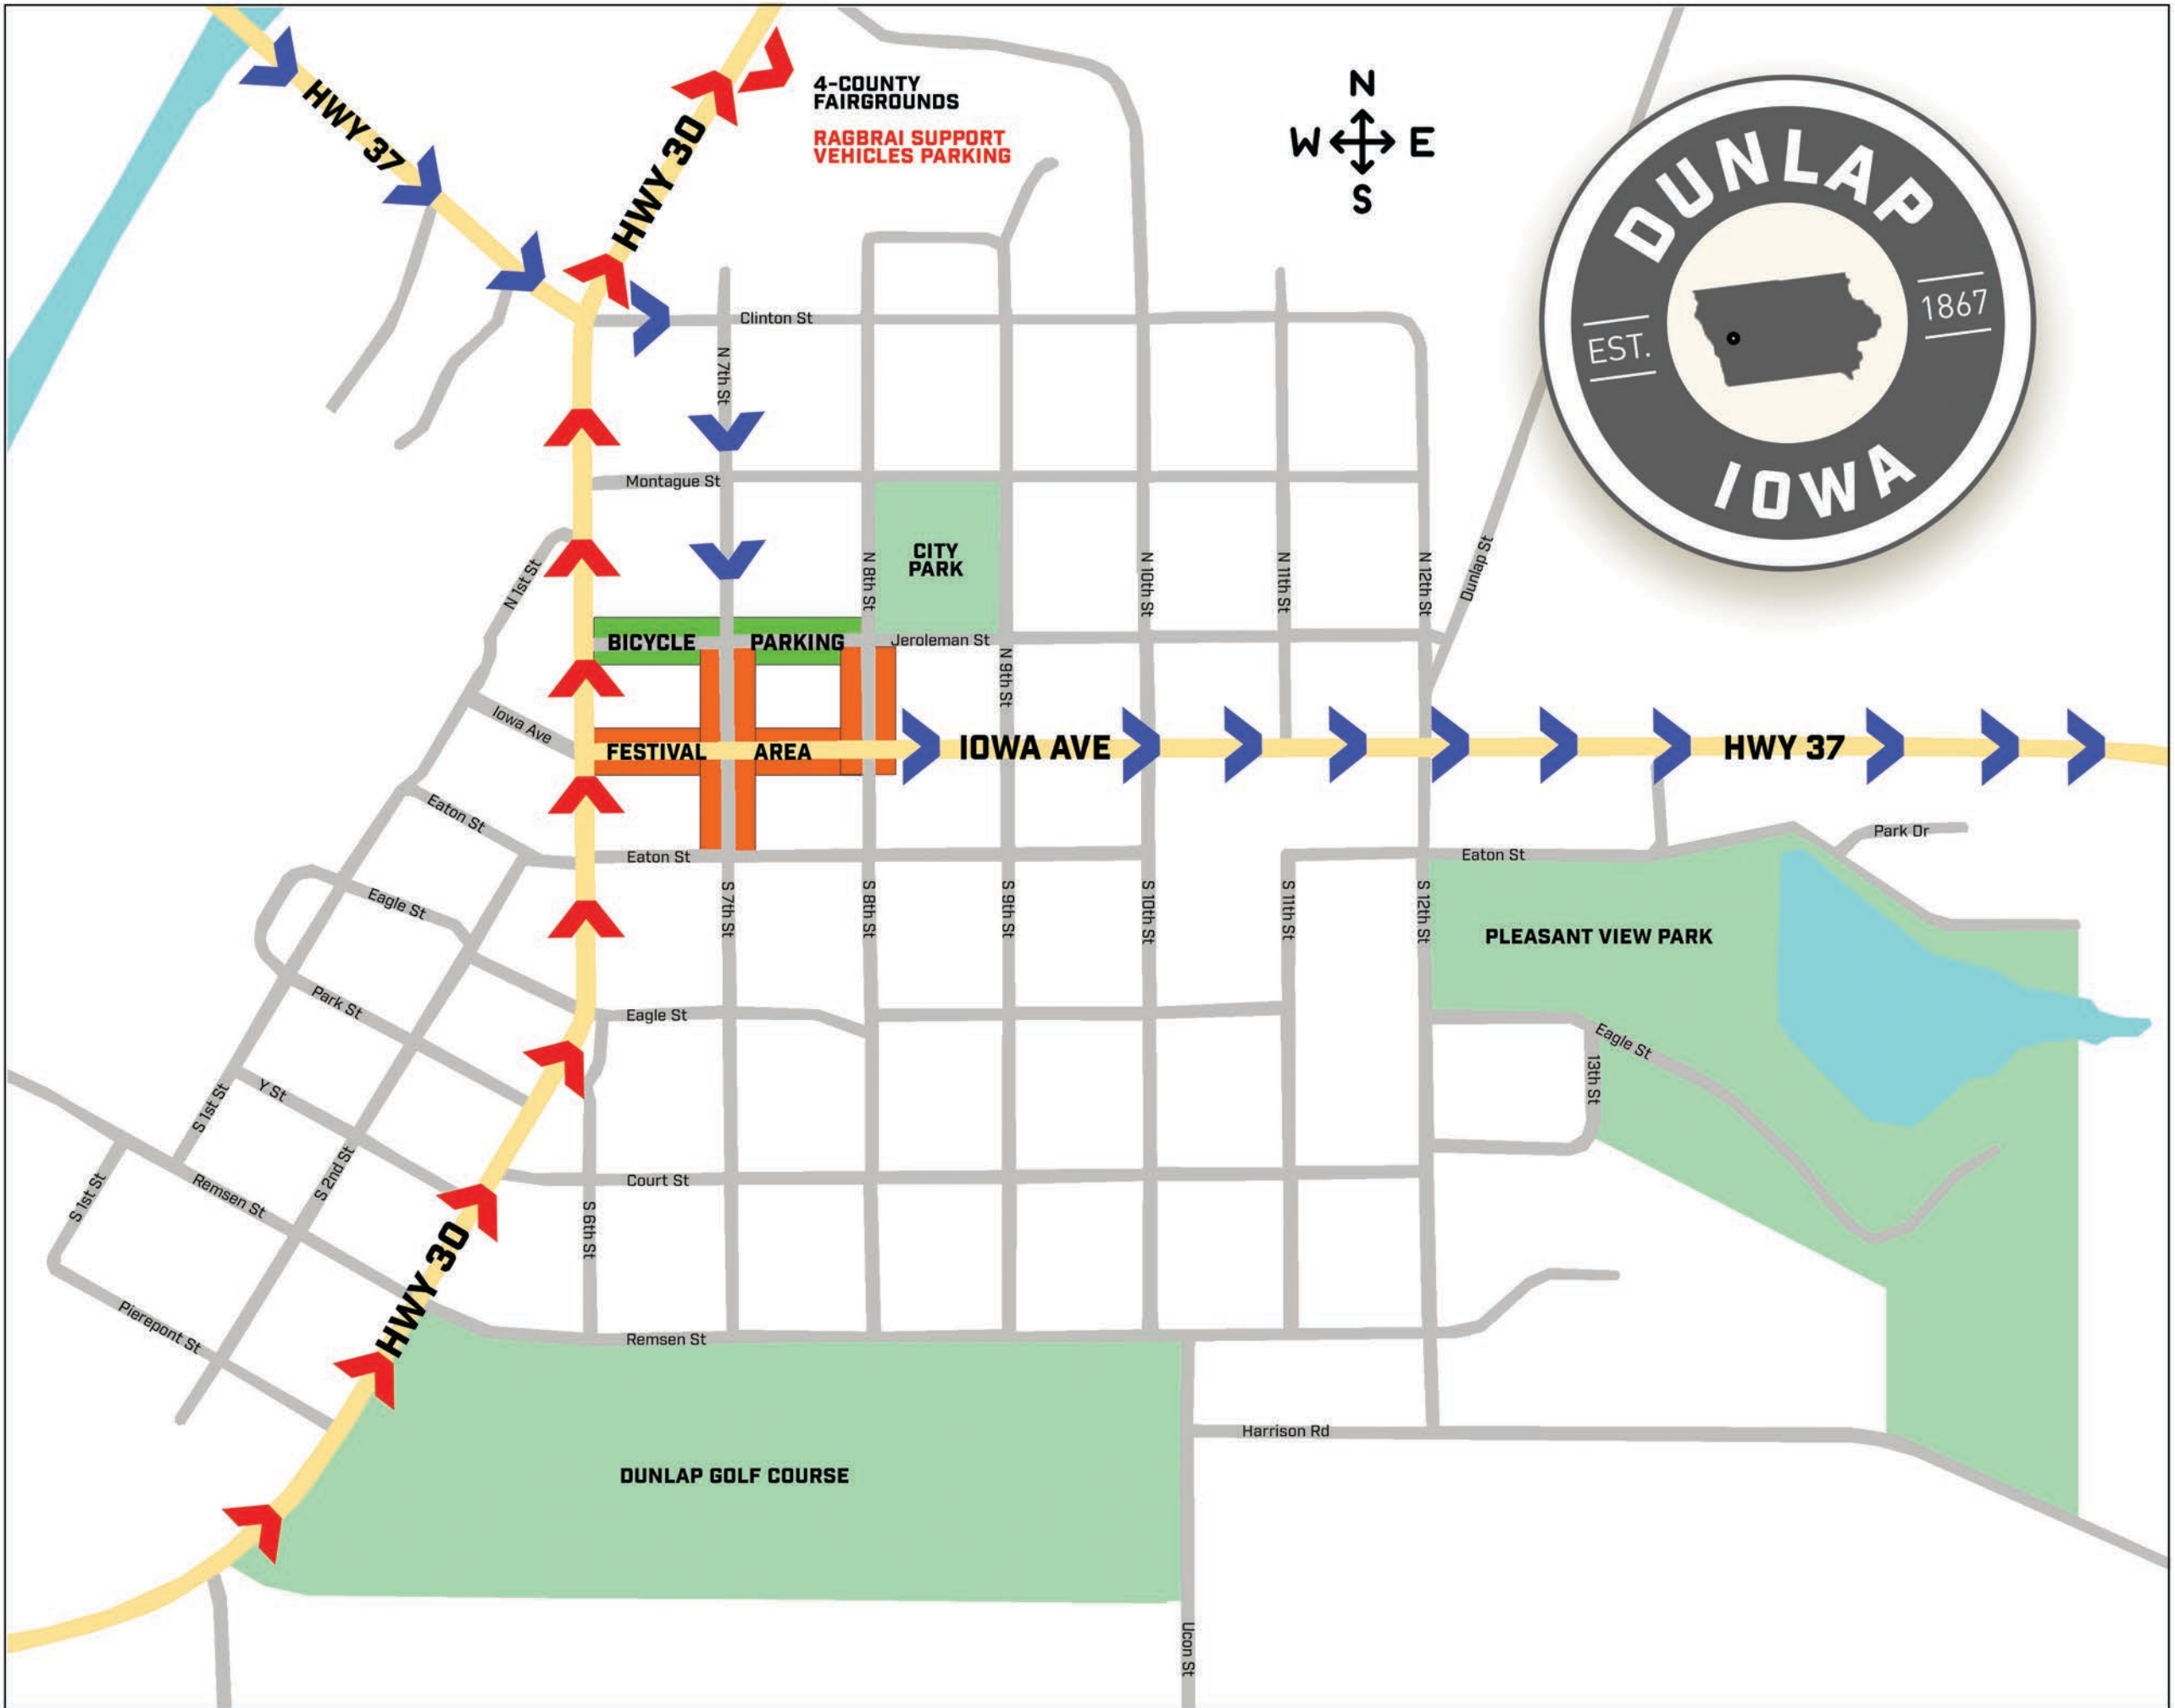 HWY 37
HWY 30
4-COUNTY
FAIRGROUNDS
RAGBRAI SUPPORT
VEHICLES PARKING
N
W E
S
DUNLAP
EST.
1867
IOWA
Clinton St
N 7th St
Montague St
CITY
PARK
N 1st St
N 8th St
N 10th St
N 11th St
N 12th St
Dunlap St
BICYCLE PARKING
Jeroleman St
N 9th St
Iowa Ave
FESTIVAL AREA
IOWA AVE
HWY 37
Eaton St
Eaton St
Eaton St
Park Dr
Eagle St
S 7th St
S 8th St
S 9th St
S 10th St
S 11th St
S 12th St
PLEASANT VIEW PARK
Park St
Eagle St
Eagle St
13th St
S 1st St
Y St
S 1st St
Remsen St
S 2nd St
Court St
S 6th St
HWY 30
Pierepont St
Remsen St
Harrison Rd
DUNLAP GOLF COURSE
Ucon St